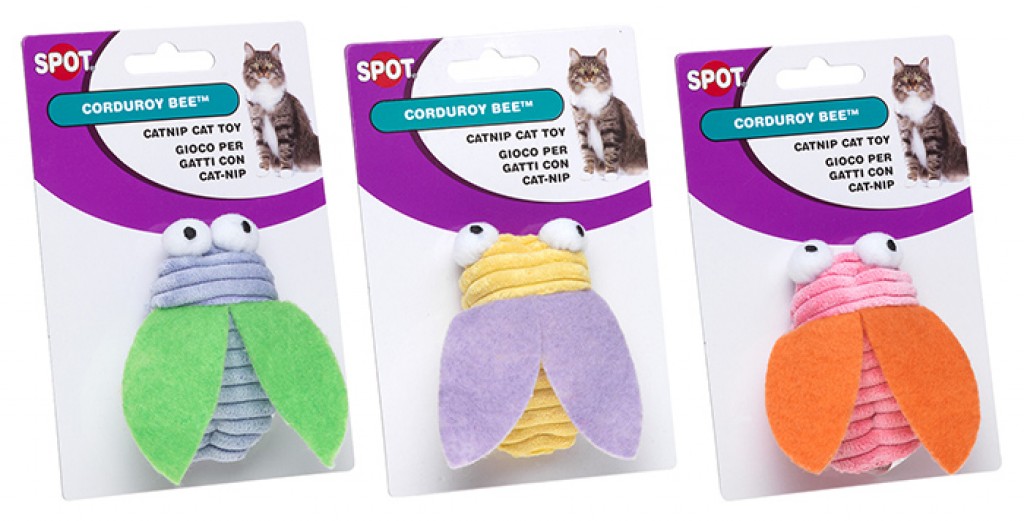 SPOT
CORDUROY BEE™
CATNIP CAT TOY
GIOCO PER
GATTI CON
CAT-NIP
SPOT
CORDUROY BEE™
CATNIP CAT TOY
GIOCO PER
GATTI CON
CAT-NIP
SPOT
CORDUROY BEE™
CATNIP CAT TOY
GIOCO PER
GATTI CON
CAT-NIP